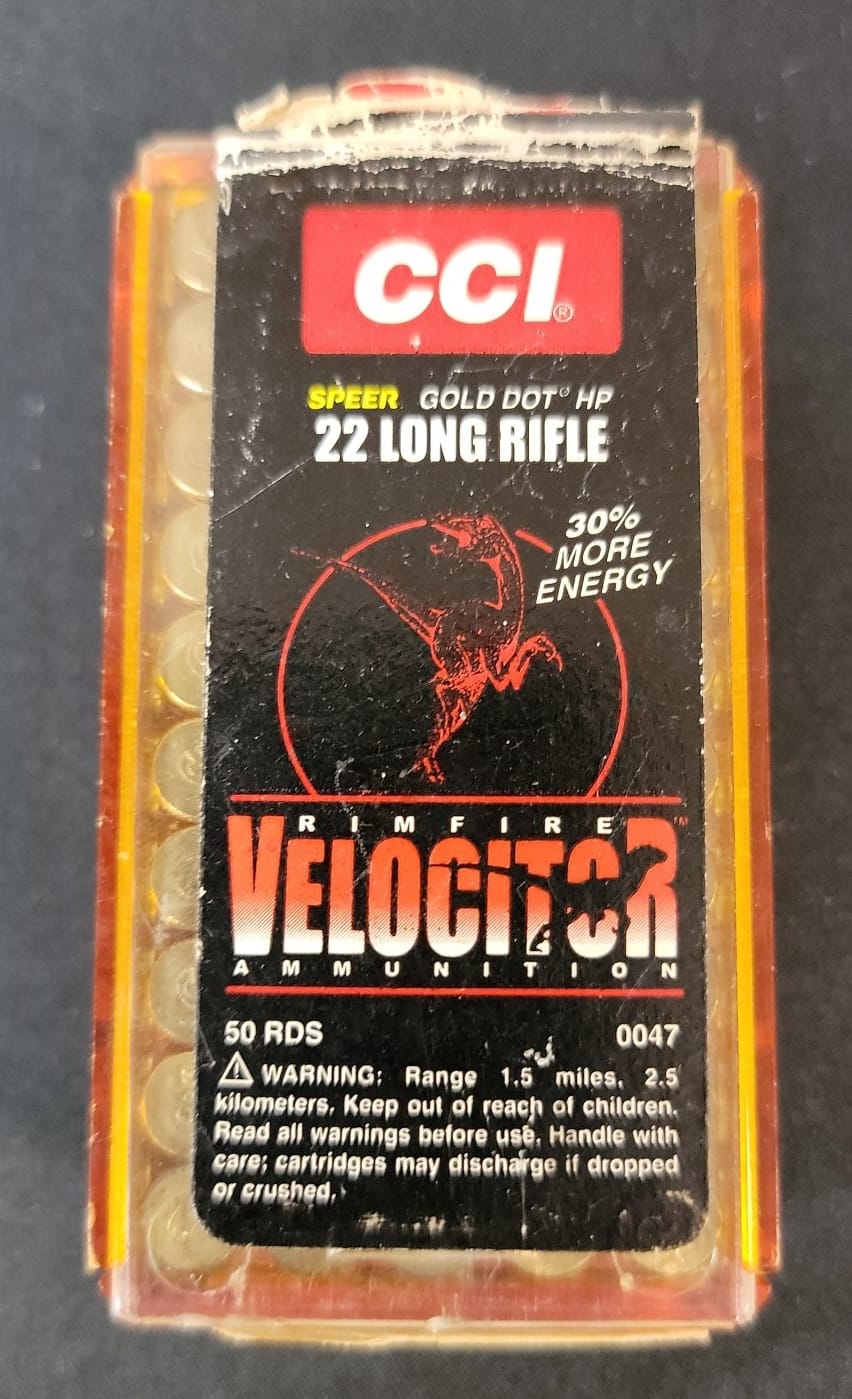 CCI®
SPEER GOLD DOT® HP
22 LONG RIFLE
30%
MORE
ENERGY
RIMFIRE
VELOCITOR™
AMMUNITION
50 RDS 0047
⚠ WARNING: Range 1.5 miles, 2.5
kilometers. Keep out of reach of children.
Read all warnings before use. Handle with
care; cartridges may discharge if dropped
or crushed.